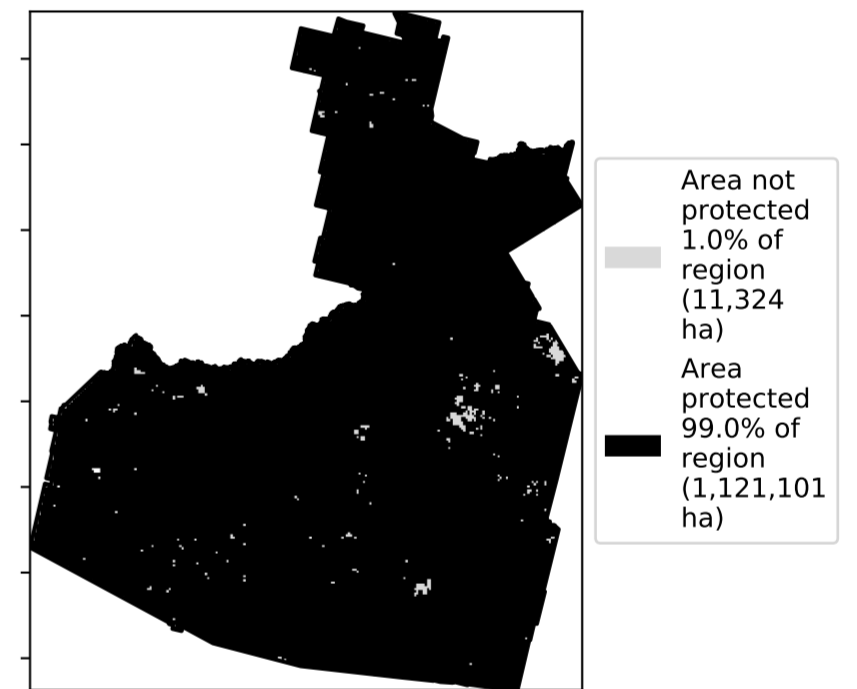 Area not
protected
1.0% of
region
(11,324
ha)
Area
protected
99.0% of
region
(1,121,101
ha)